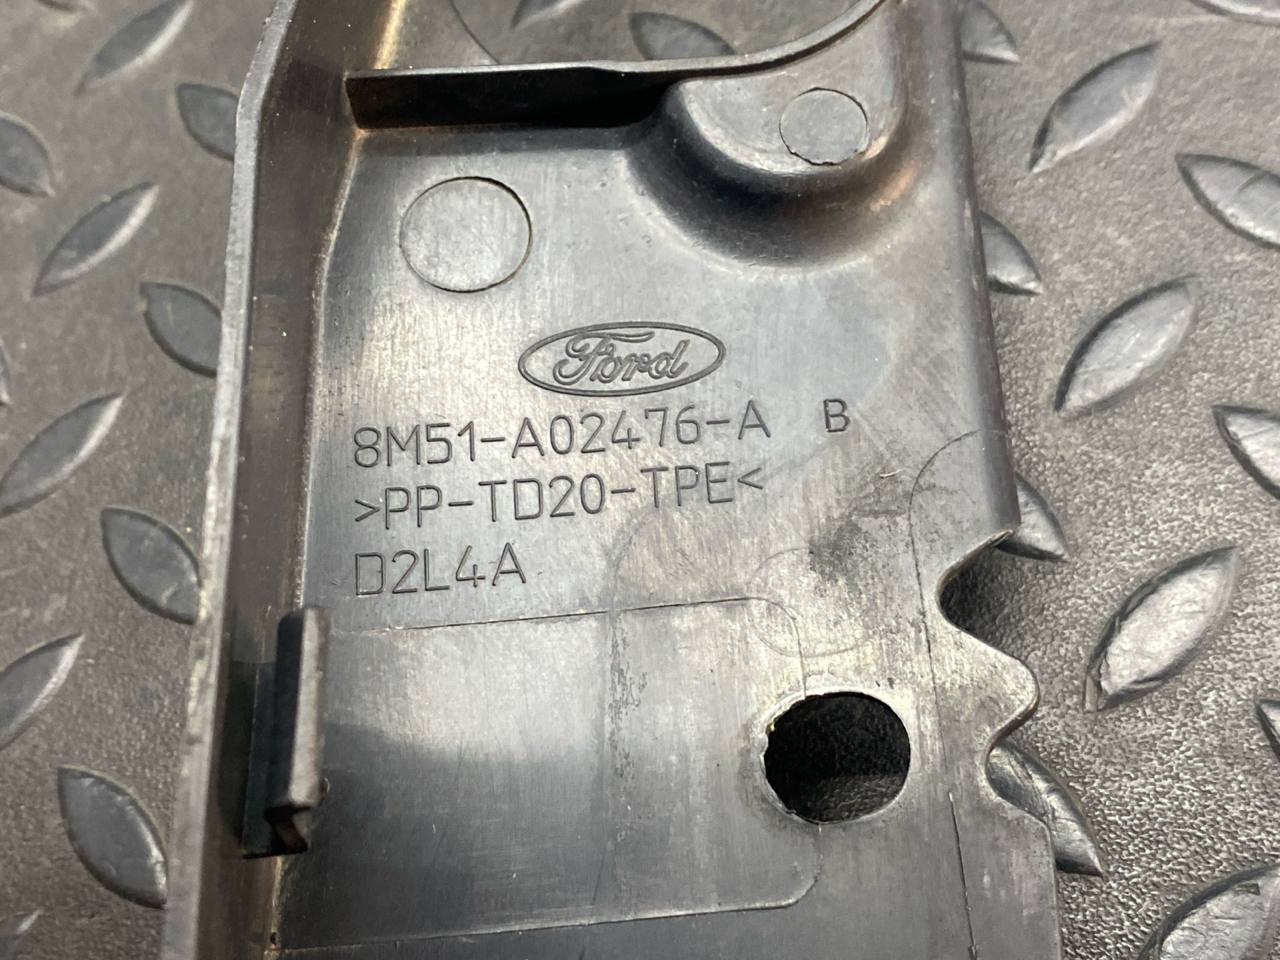 Ford
8M51-A02476-A B
>PP-TD20-TPE<
D2L4A